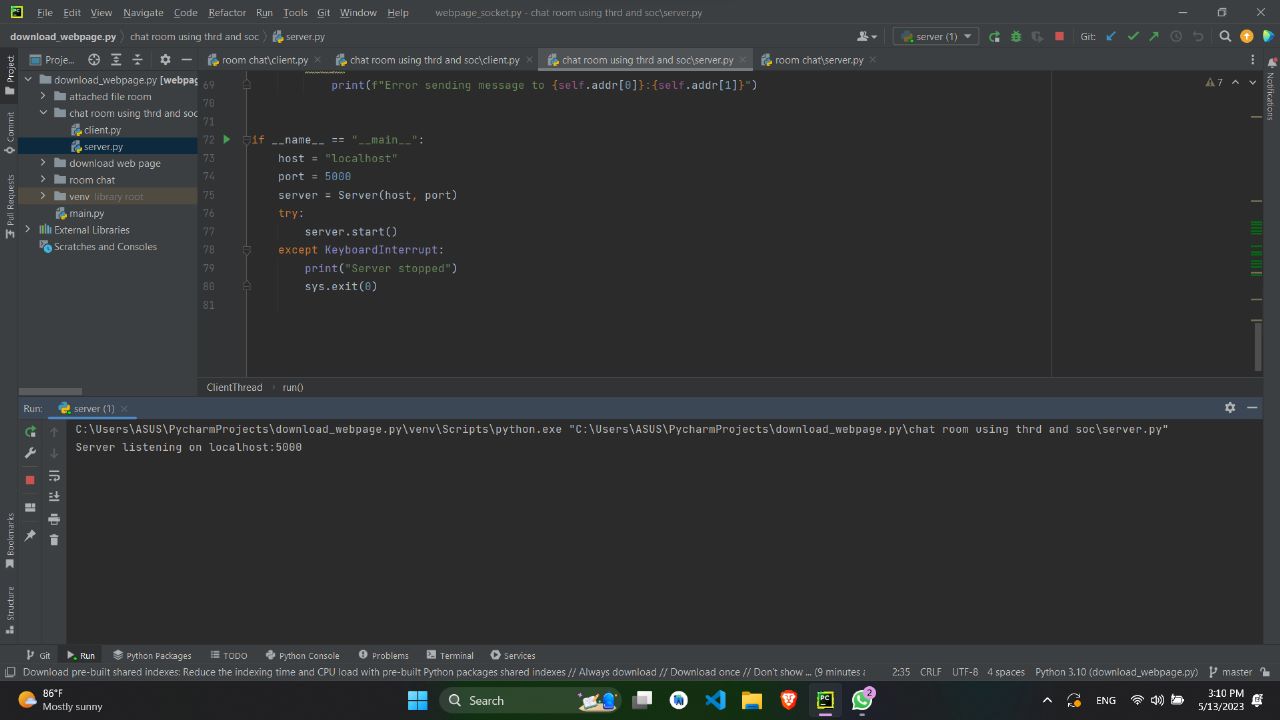 File Edit View Navigate Code Refactor Run Tools Git Window Help webpage_socket.py - chat room using thrd and soc\server.py
download_webpage.py chat room using thrd and soc server.py server (1) Git:
Project Proje... room chat\client.py chat room using thrd and soc\client.py chat room using thrd and soc\server.py room chat\server.py Notifications
download_webpage.py [webpag
attached file room
chat room using thrd and soc
client.py
server.py
download web page
room chat
venv library root
main.py
External Libraries
Scratches and Consoles
Commit
Pull Requests
69 print(f"Error sending message to {self.addr[0]}:{self.addr[1]}") 7
70
71
72 if __name__ == "__main__":
73 host = "localhost"
74 port = 5000
75 server = Server(host, port)
76 try:
77 server.start()
78 except KeyboardInterrupt:
79 print("Server stopped")
80 sys.exit(0)
81
ClientThread run()
Run: server (1)
C:\Users\ASUS\PycharmProjects\download_webpage.py\venv\Scripts\python.exe "C:\Users\ASUS\PycharmProjects\download_webpage.py\chat room using thrd and soc\server.py"
Server listening on localhost:5000
Bookmarks
Structure
Git Run Python Packages TODO Python Console Problems Terminal Services
Download pre-built shared indexes: Reduce the indexing time and CPU load with pre-built Python packages shared indexes // Always download // Download once // Don't show ... (9 minutes a 2:35 CRLF UTF-8 4 spaces Python 3.10 (download_webpage.py) master
86°F
Mostly sunny
Search
2
ENG
3:10 PM
5/13/2023